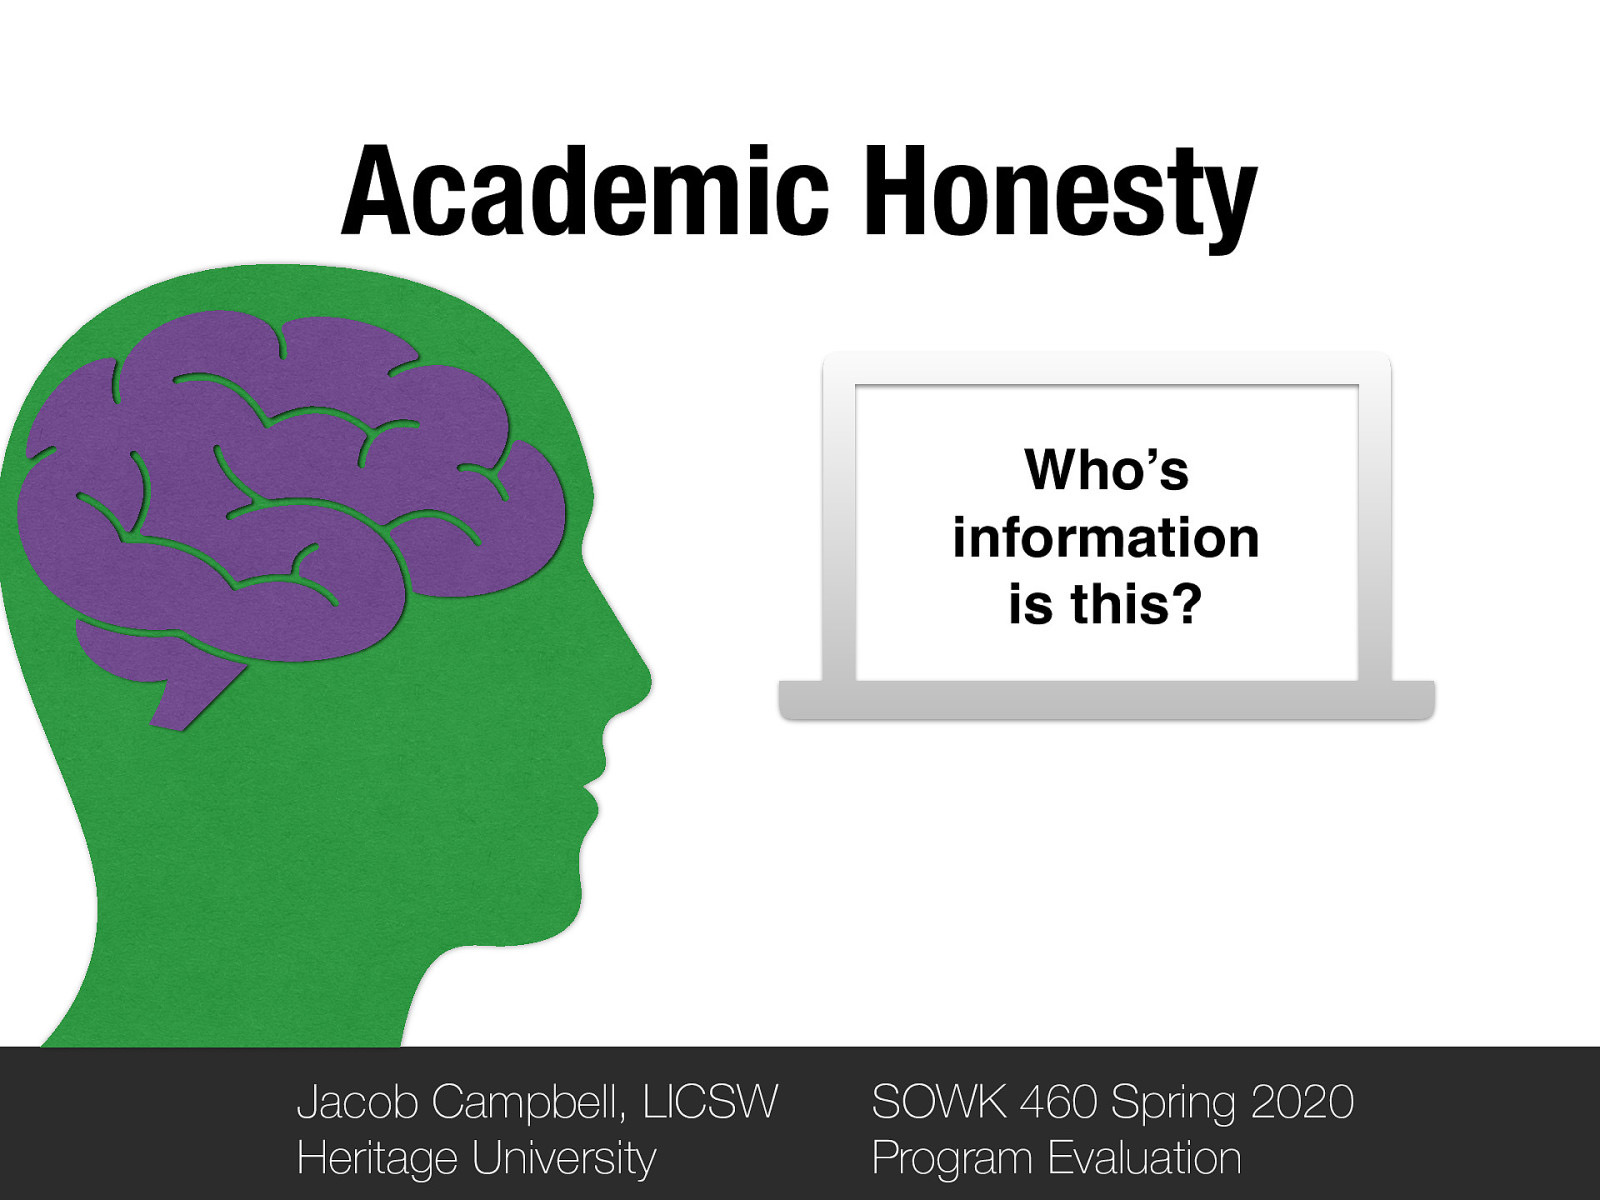 Academic Honesty
Who’s
information
is this?
Jacob Campbell, LICSW
Heritage University
SOWK 460 Spring 2020
Program Evaluation